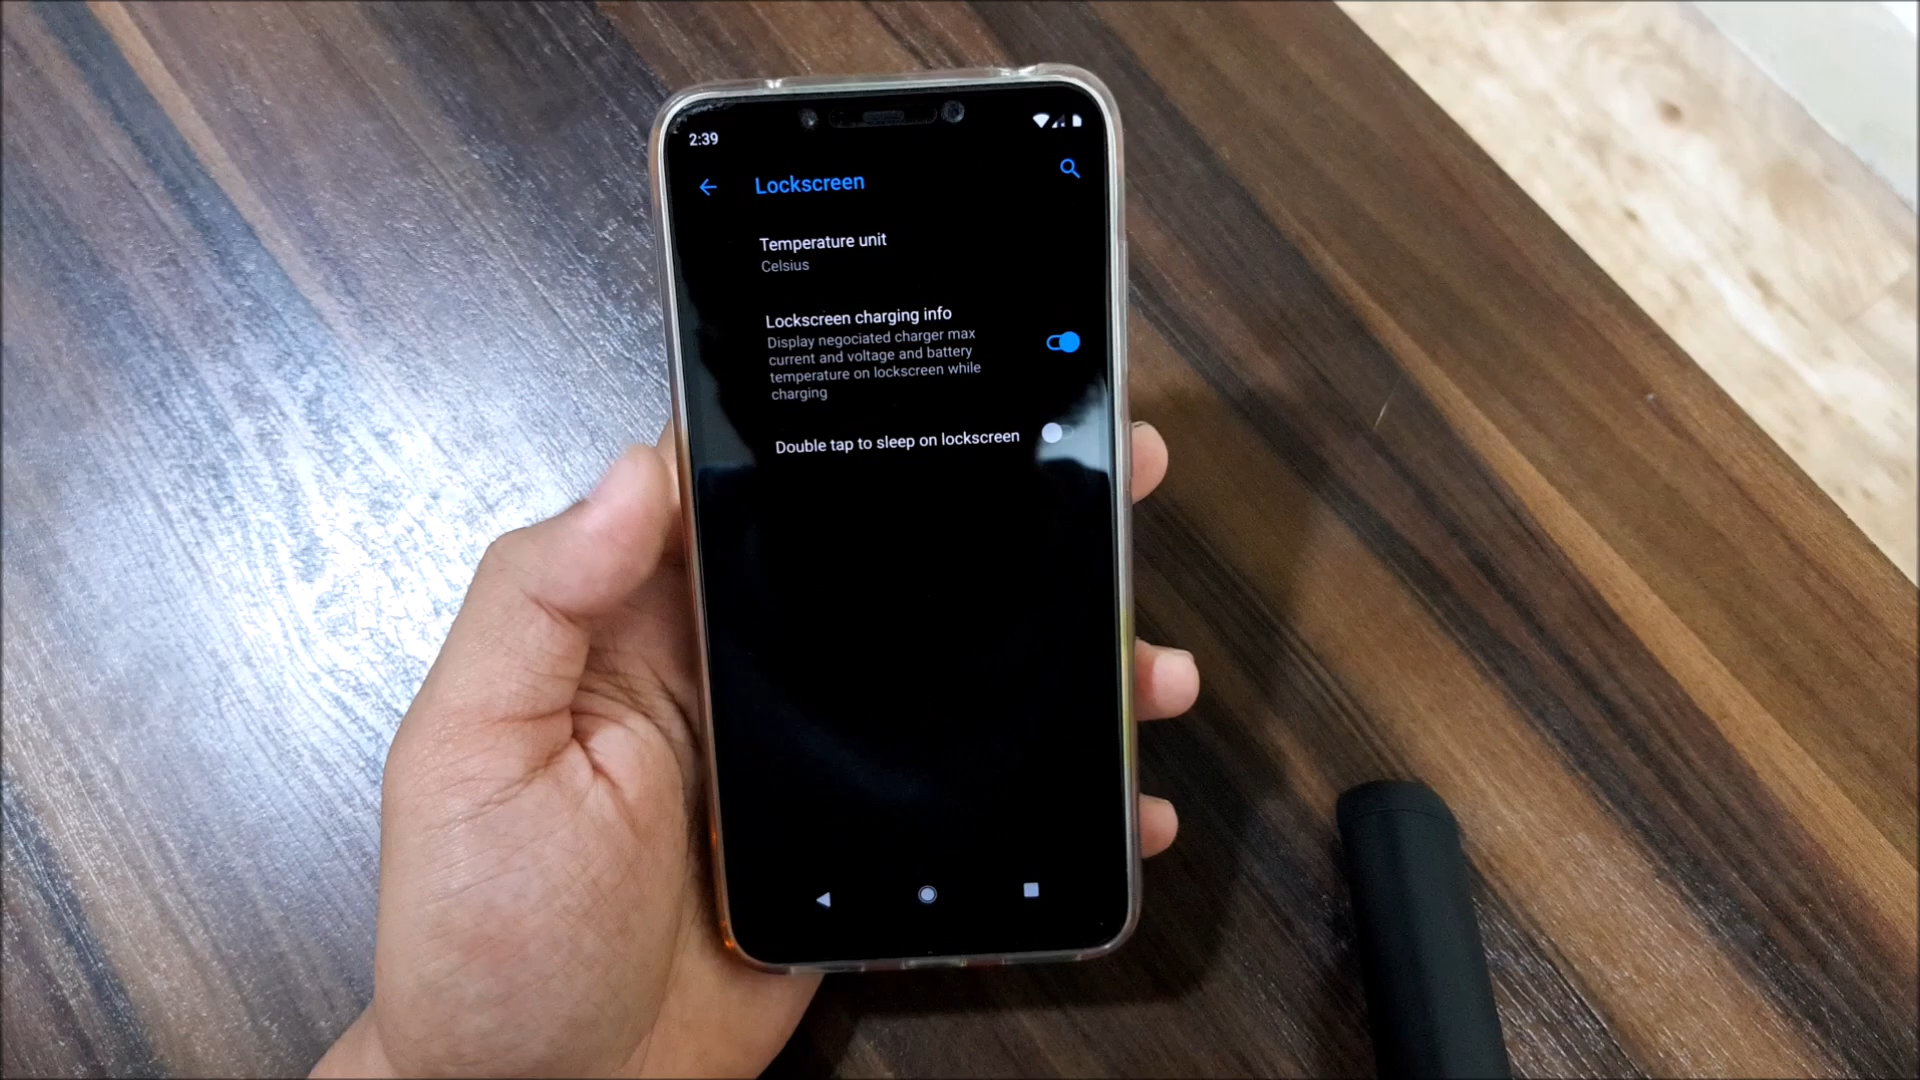 2:39
Lockscreen
Temperature unit
Celsius
Lockscreen charging info
Display negociated charger max
current and voltage and battery
temperature on lockscreen while
charging
Double tap to sleep on lockscreen